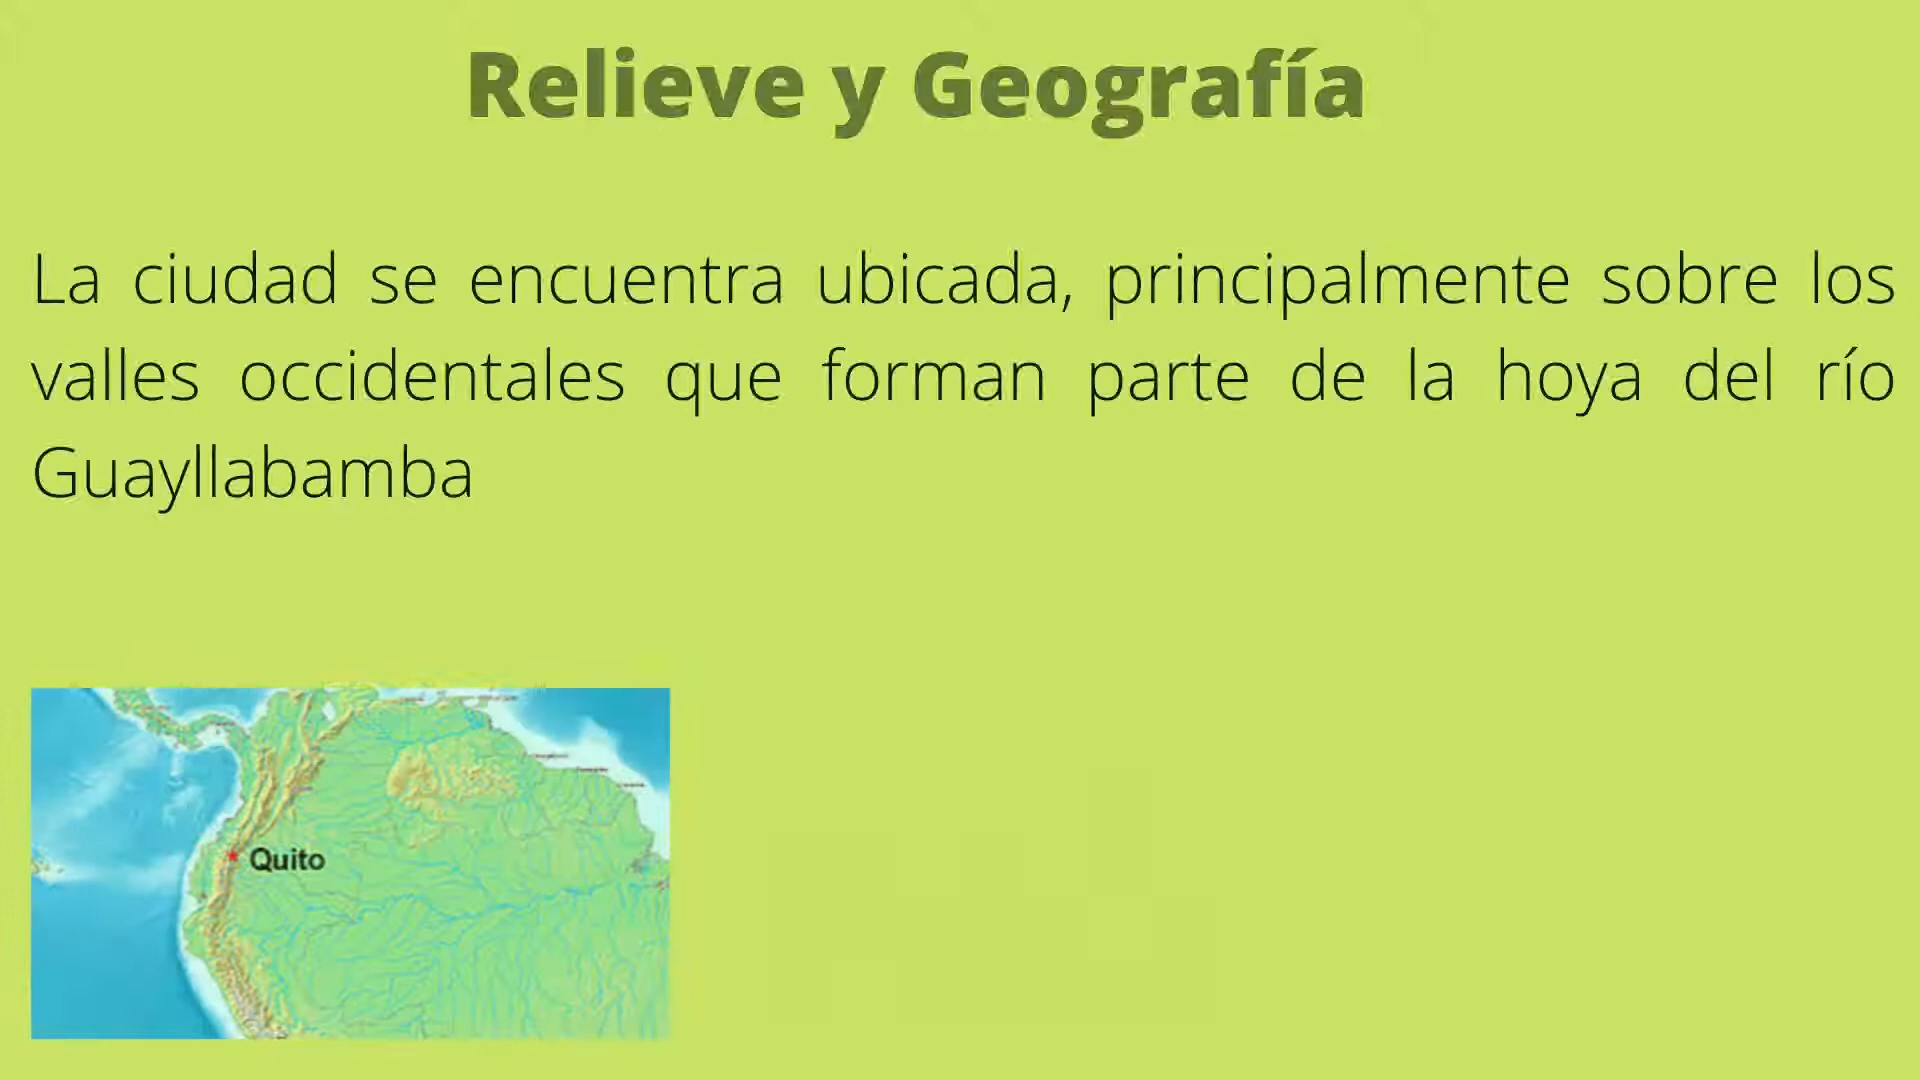 Relieve y Geografía
La ciudad se encuentra ubicada, principalmente sobre los
valles occidentales que forman parte de la hoya del río
Guayllabamba
Quito